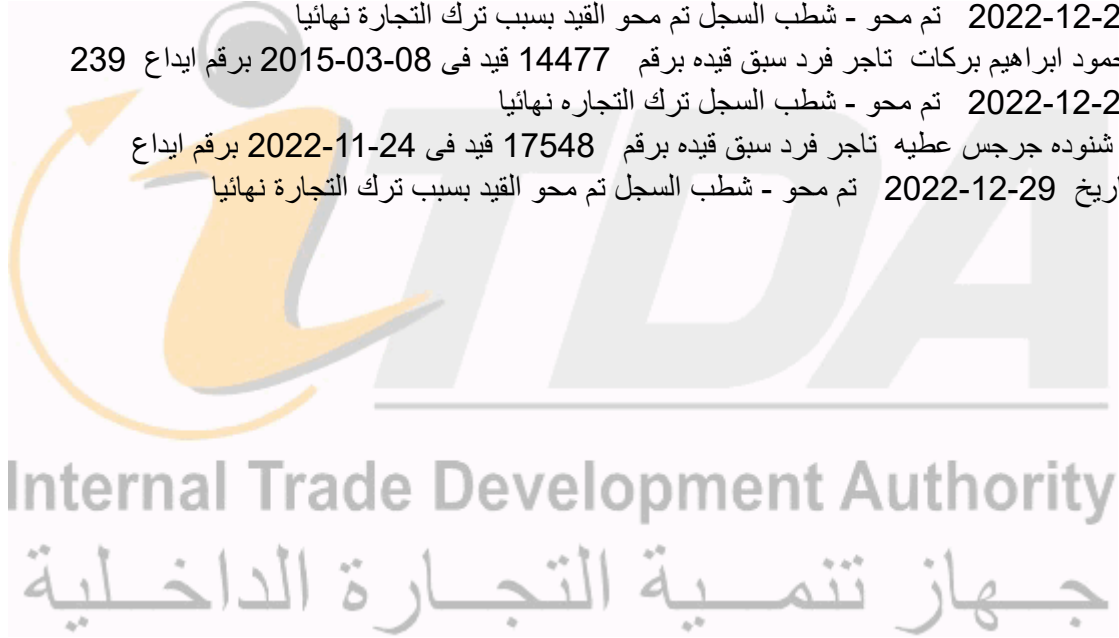 2022-12-2 تم محو - شطب السجل تم محو القيد بسبب ترك التجارة نهائيا
حمود ابراهيم بركات تاجر فرد سبق قيده برقم 14477 قيد فى 08-03-2015 برقم ايداع 239
2022-12-2 تم محو - شطب السجل ترك التجاره نهائيا
شنوده جرجس عطيه تاجر فرد سبق قيده برقم 17548 قيد فى 24-11-2022 برقم ايداع
اريخ 29-12-2022 تم محو - شطب السجل تم محو القيد بسبب ترك التجارة نهائيا
iTDA
Internal Trade Development Authority
جهاز تنمية التجارة الداخلية